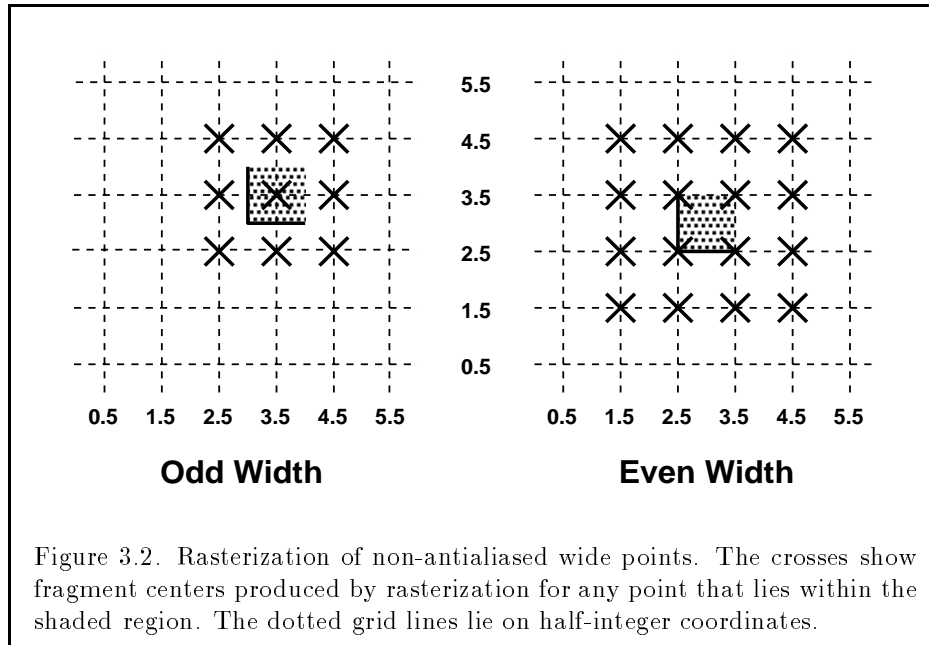 5.5
4.5
3.5
2.5
1.5
0.5
0.5 1.5 2.5 3.5 4.5 5.5
0.5 1.5 2.5 3.5 4.5 5.5
Odd Width
Even Width
Figure 3.2. Rasterization of non-antialiased wide points. The crosses show
fragment centers produced by rasterization for any point that lies within the
shaded region. The dotted grid lines lie on half-integer coordinates.